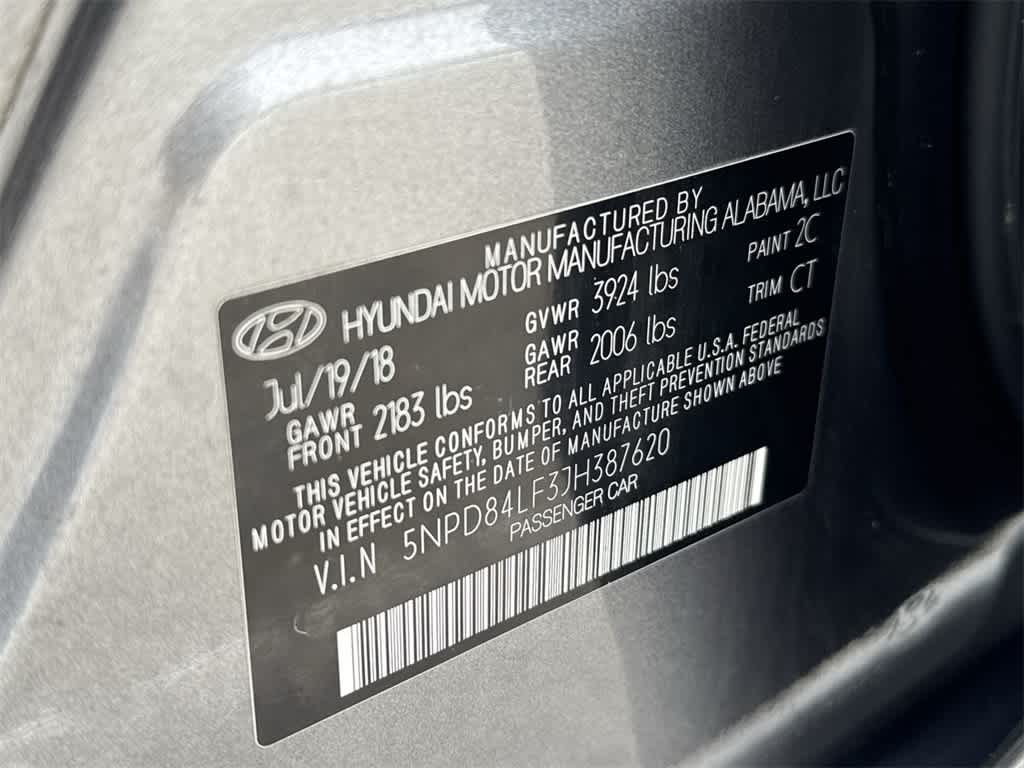 MANUFACTURED BY
HYUNDAI MOTOR MANUFACTURING ALABAMA, LLC
Jul/19/18 GVWR 3924 lbs PAINT 2C
GAWR FRONT 2183 lbs GAWR REAR 2006 lbs TRIM CT
THIS VEHICLE CONFORMS TO ALL APPLICABLE U.S.A. FEDERAL
MOTOR VEHICLE SAFETY, BUMPER, AND THEFT PREVENTION STANDARDS
IN EFFECT ON THE DATE OF MANUFACTURE SHOWN ABOVE
V.I.N 5NPD84LF3JH387620
PASSENGER CAR